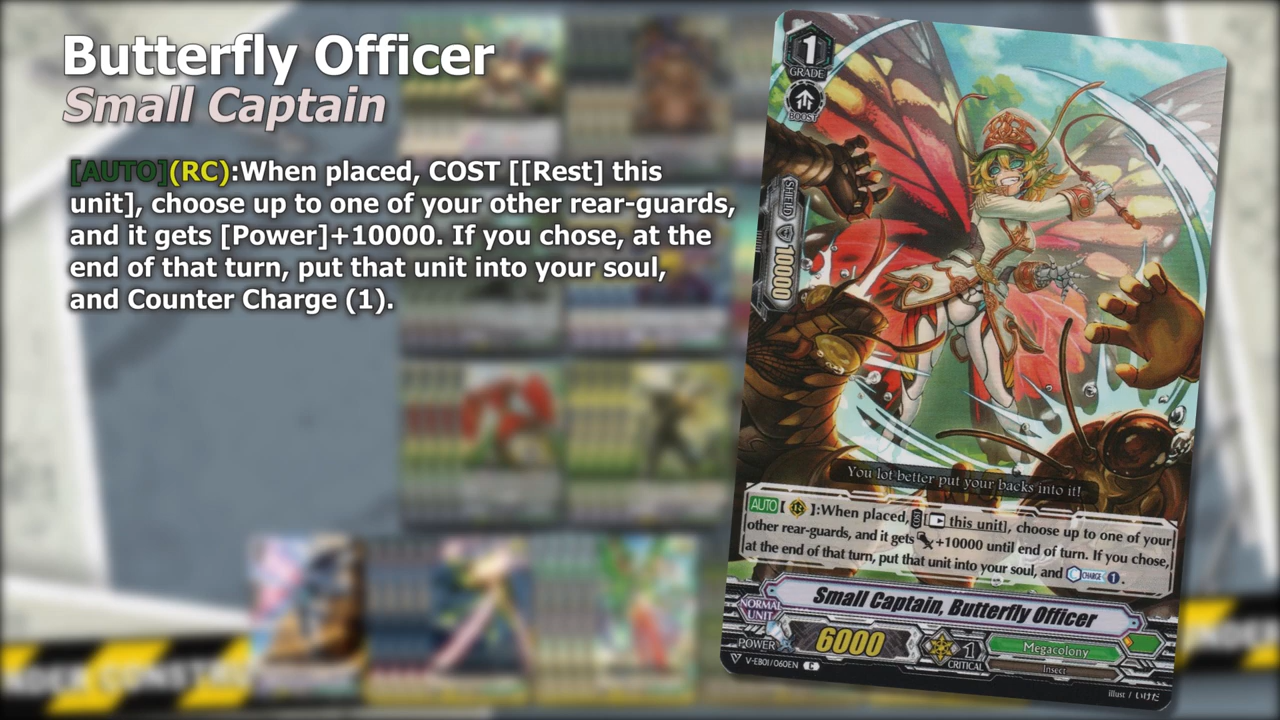 Butterfly Officer
Small Captain
[AUTO](RC):When placed, COST [[Rest] this
unit], choose up to one of your other rear-guards,
and it gets [Power]+10000. If you chose, at the
end of that turn, put that unit into your soul,
and Counter Charge (1).
1
GRADE
BOOST
SHIELD
10000
You lot better put your backs into it!
AUTO[ ]:When placed, [ this unit], choose up to one of your
other rear-guards, and it gets +10000 until end of turn. If you chose,
at the end of that turn, put that unit into your soul, and CHARGE 1 .
NORMAL
UNIT
Small Captain, Butterfly Officer
POWER
6000
1
CRITICAL
Megacolony
Insect
V-EB01/060EN C
illust / いけだ